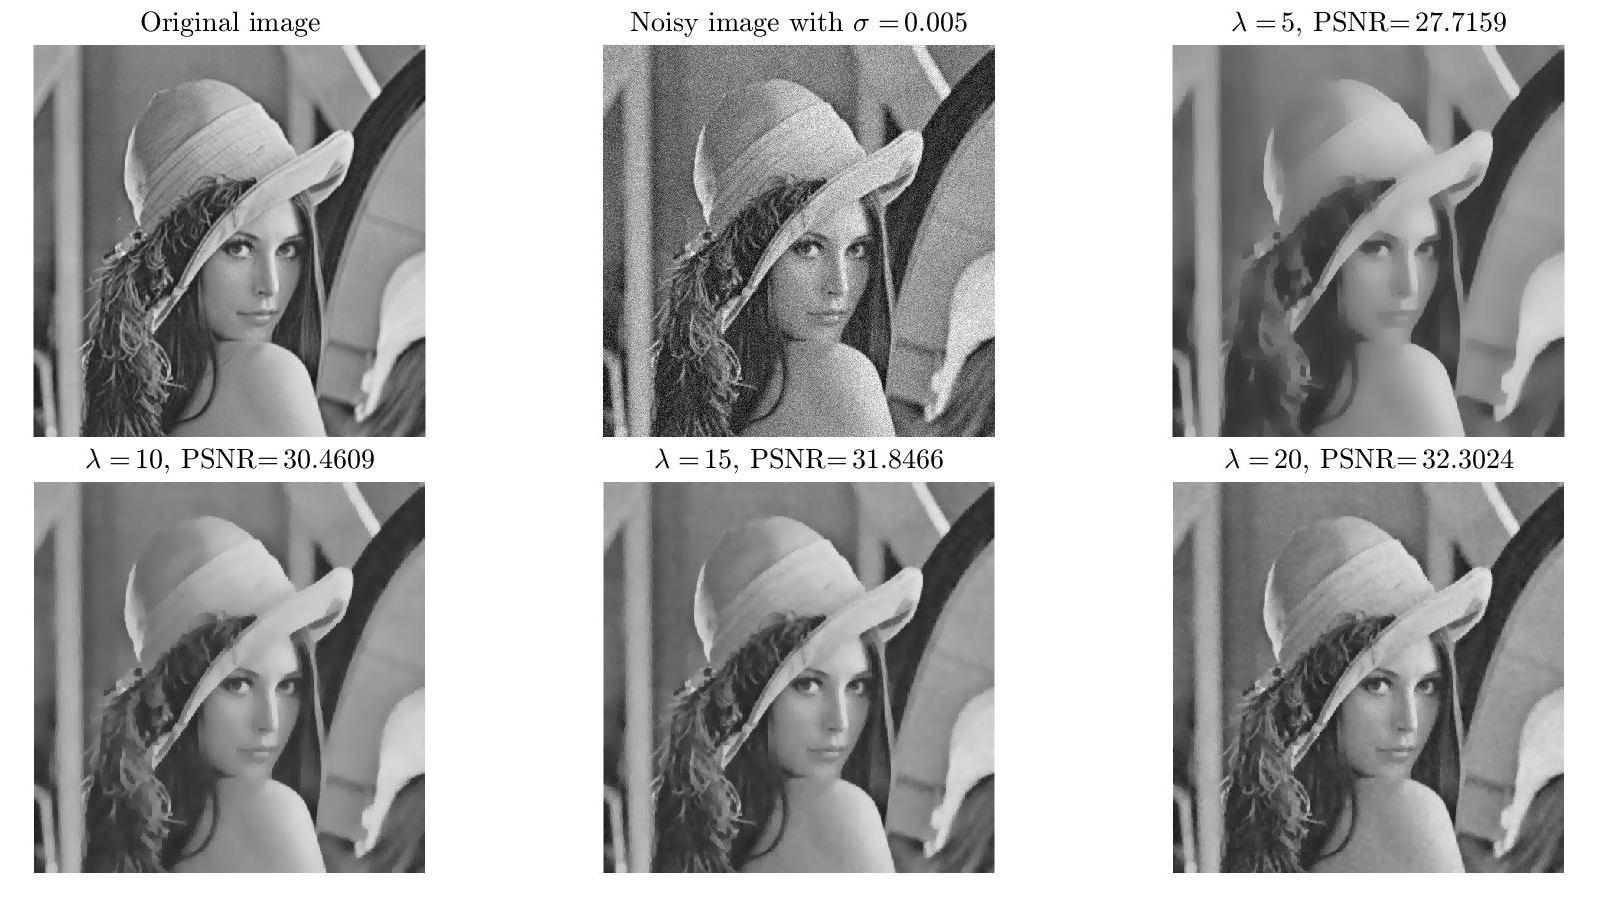 Original image
Noisy image with σ = 0.005
λ = 5, PSNR= 27.7159
λ = 10, PSNR= 30.4609
λ = 15, PSNR= 31.8466
λ = 20, PSNR= 32.3024